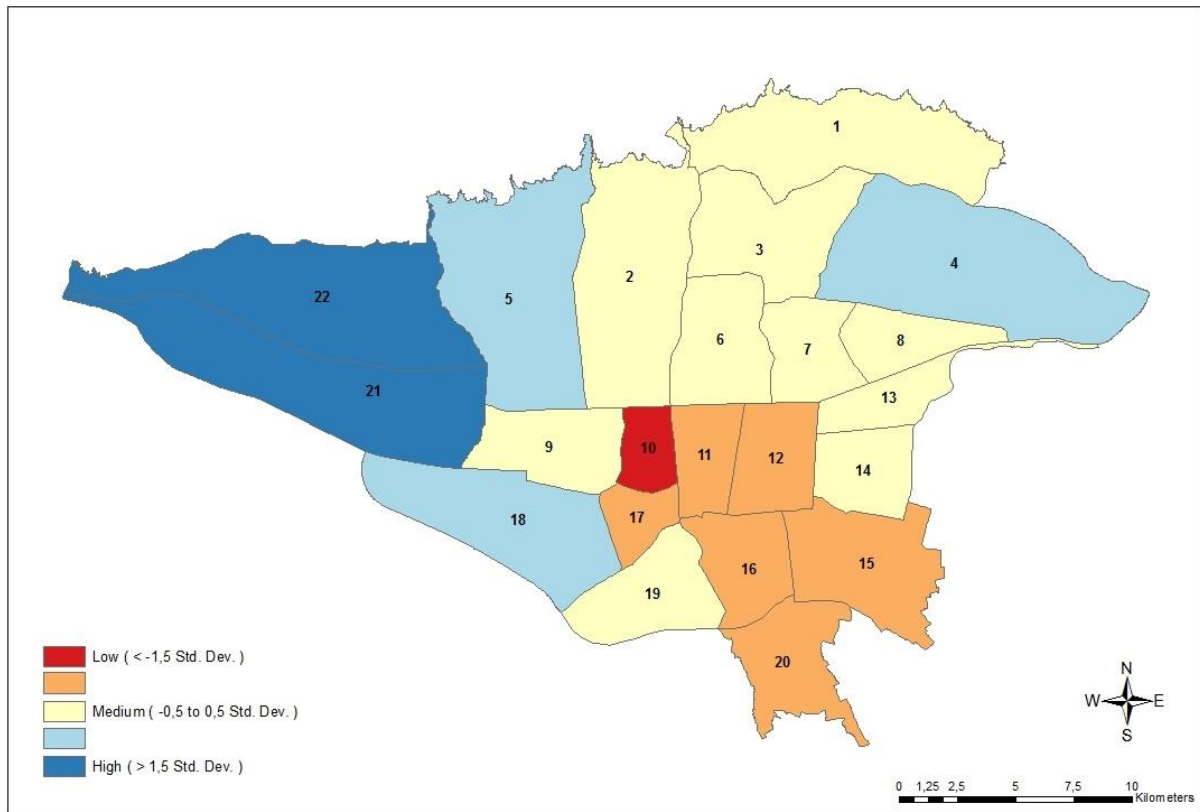 1
2
3
4
5
22
6
7
8
21
13
9
10
11
12
14
18
17
16
15
19
20
Low ( < -1,5 Std. Dev. )
Medium ( -0,5 to 0,5 Std. Dev. )
High ( > 1,5 Std. Dev. )
N
W E
S
0 1,25 2,5 5 7,5 10
Kilometers